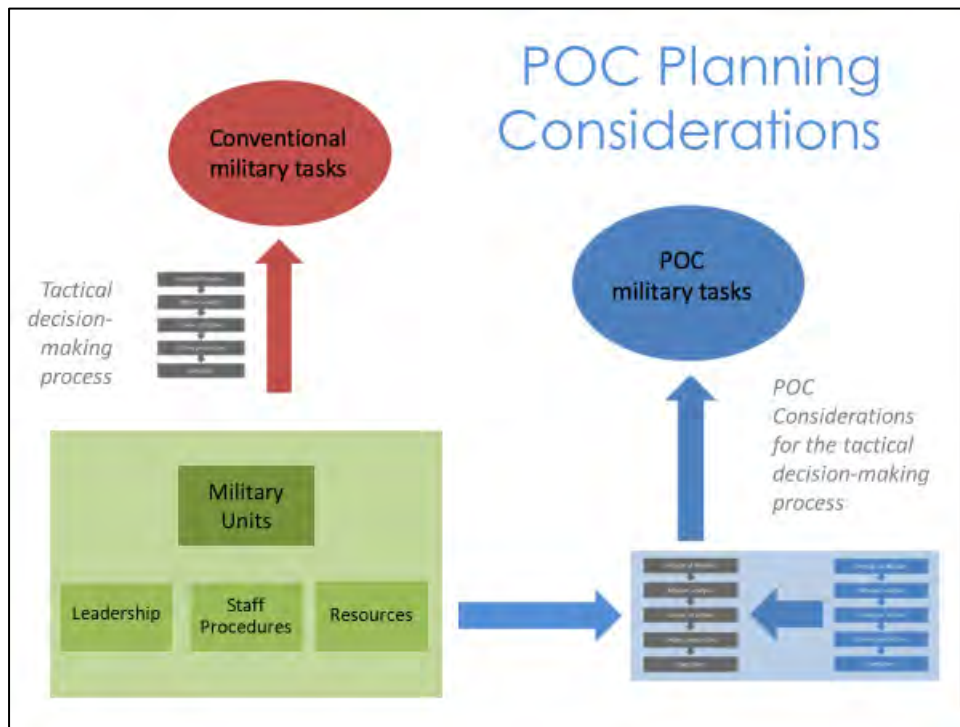 POC Planning
Considerations
Conventional
military tasks
POC
military tasks
Tactical
decision-
making
process
POC
Considerations
for the tactical
decision-making
process
Military
Units
Leadership
Staff
Procedures
Resources